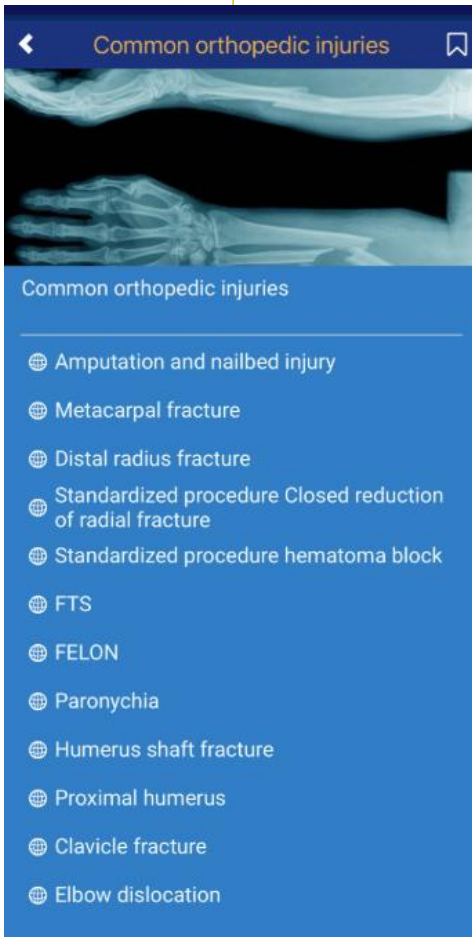 Common orthopedic injuries
Common orthopedic injuries
Amputation and nailbed injury
Metacarpal fracture
Distal radius fracture
Standardized procedure Closed reduction
of radial fracture
Standardized procedure hematoma block
FTS
FELON
Paronychia
Humerus shaft fracture
Proximal humerus
Clavicle fracture
Elbow dislocation